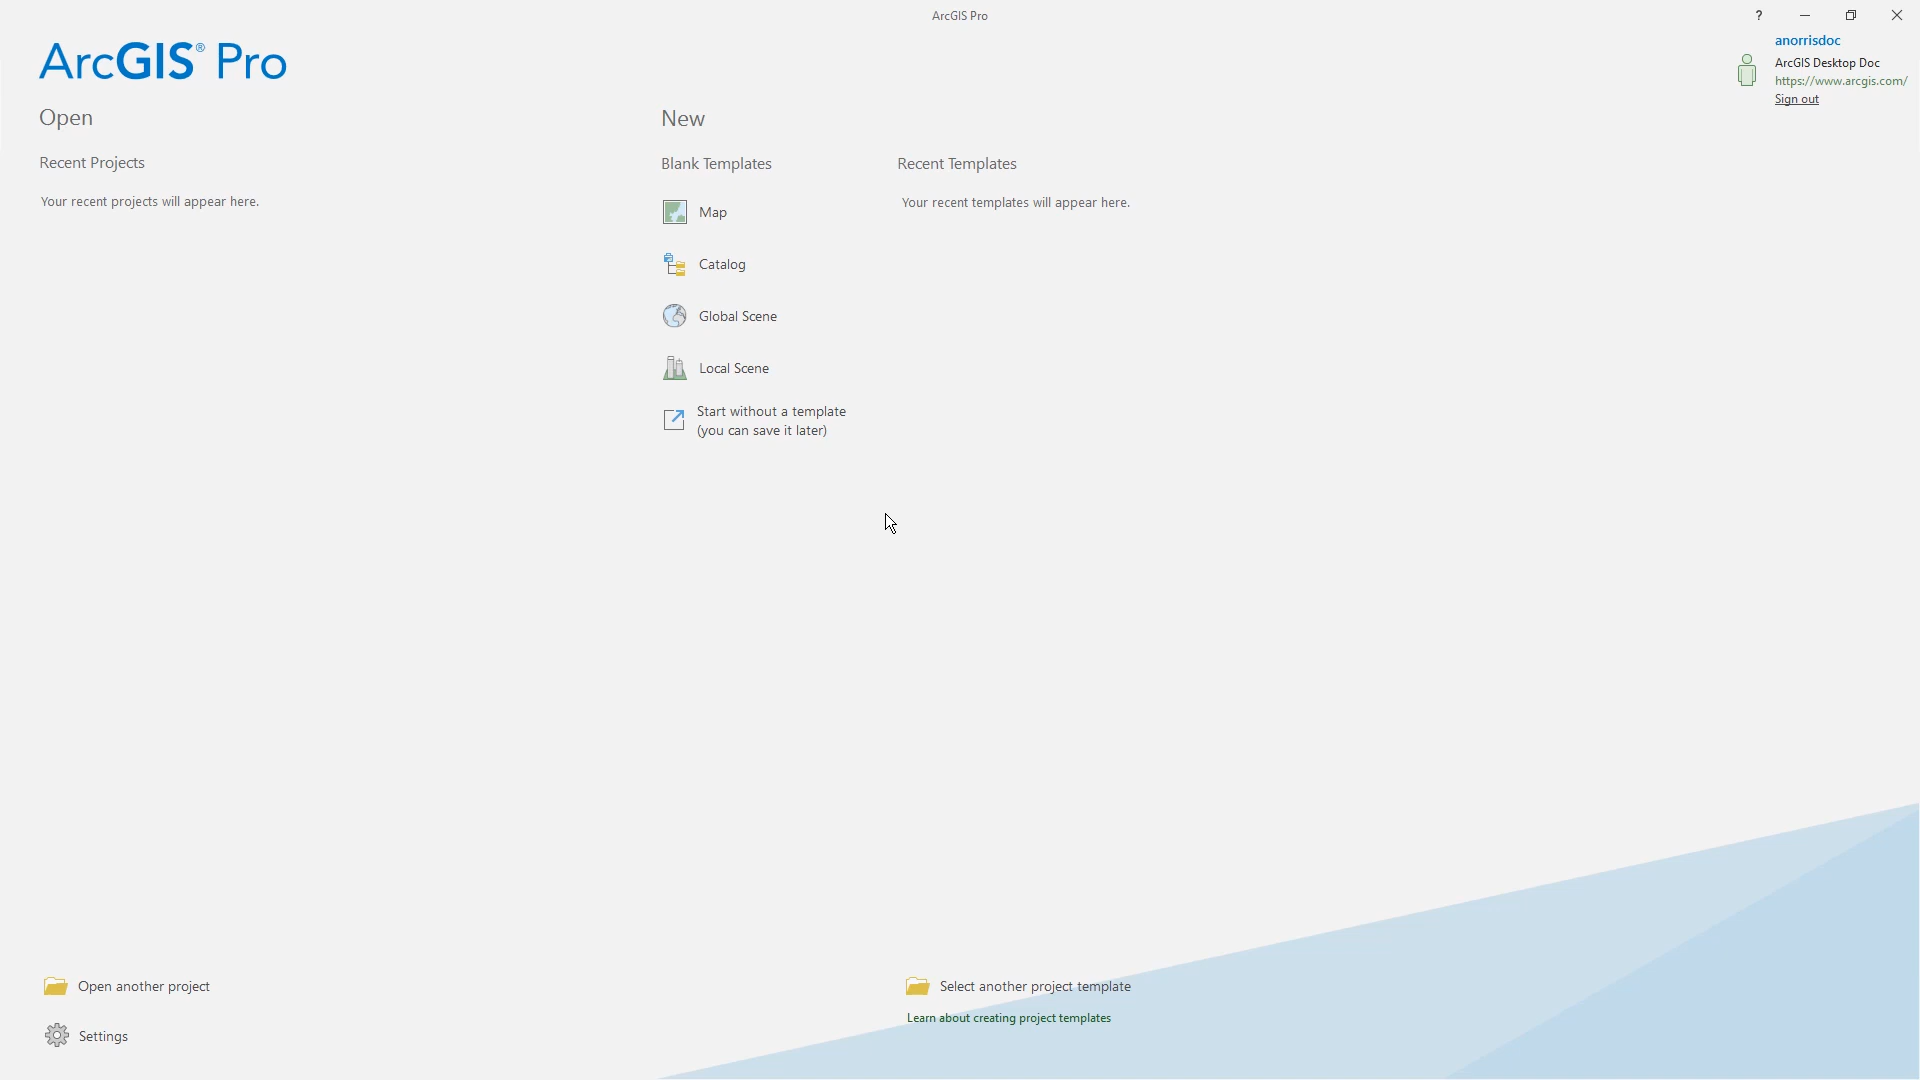 ArcGIS Pro
?
ArcGIS® Pro
anorrisdoc
ArcGIS Desktop Doc
https://www.arcgis.com/
Sign out
Open
Recent Projects
Your recent projects will appear here.
New
Blank Templates
Map
Catalog
Global Scene
Local Scene
Start without a template
(you can save it later)
Recent Templates
Your recent templates will appear here.
Open another project
Settings
Select another project template
Learn about creating project templates